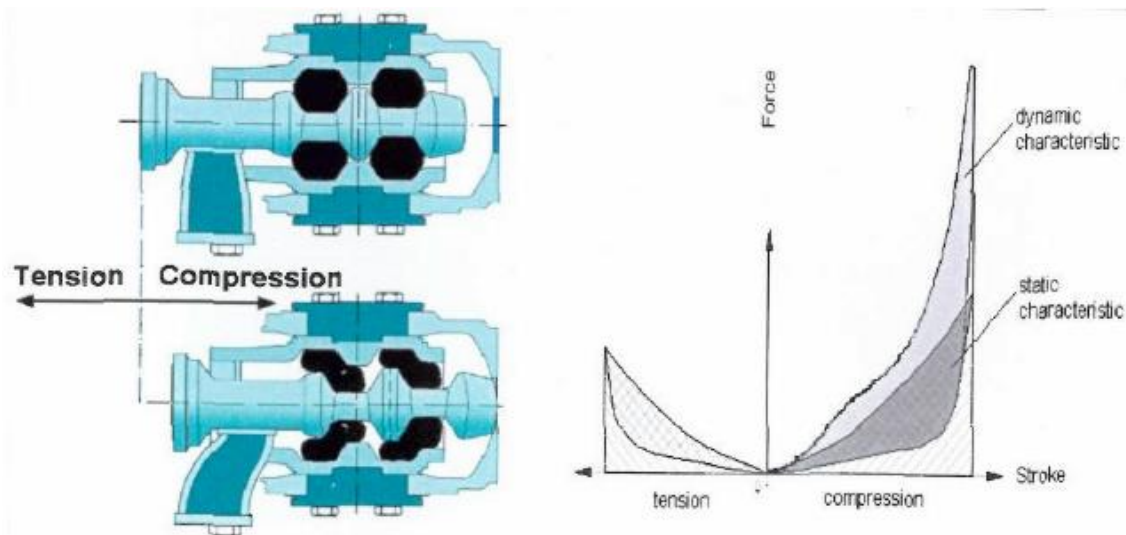 Tension Compression
Force
dynamic
characteristic
static
characteristic
Stroke
tension
compression